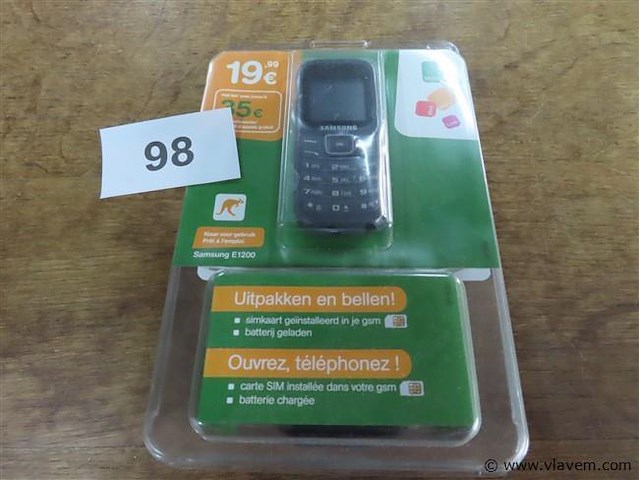 19.99 €
35€
98
SAMSUNG
Klaar voor gebruik
Prêt à l'emploi
Samsung E1200
Uitpakken en bellen!
simkaart geïnstalleerd in je gsm
batterij geladen
Ouvrez, téléphonez !
carte SIM installée dans votre gsm
batterie chargée
© www.vlavem.com